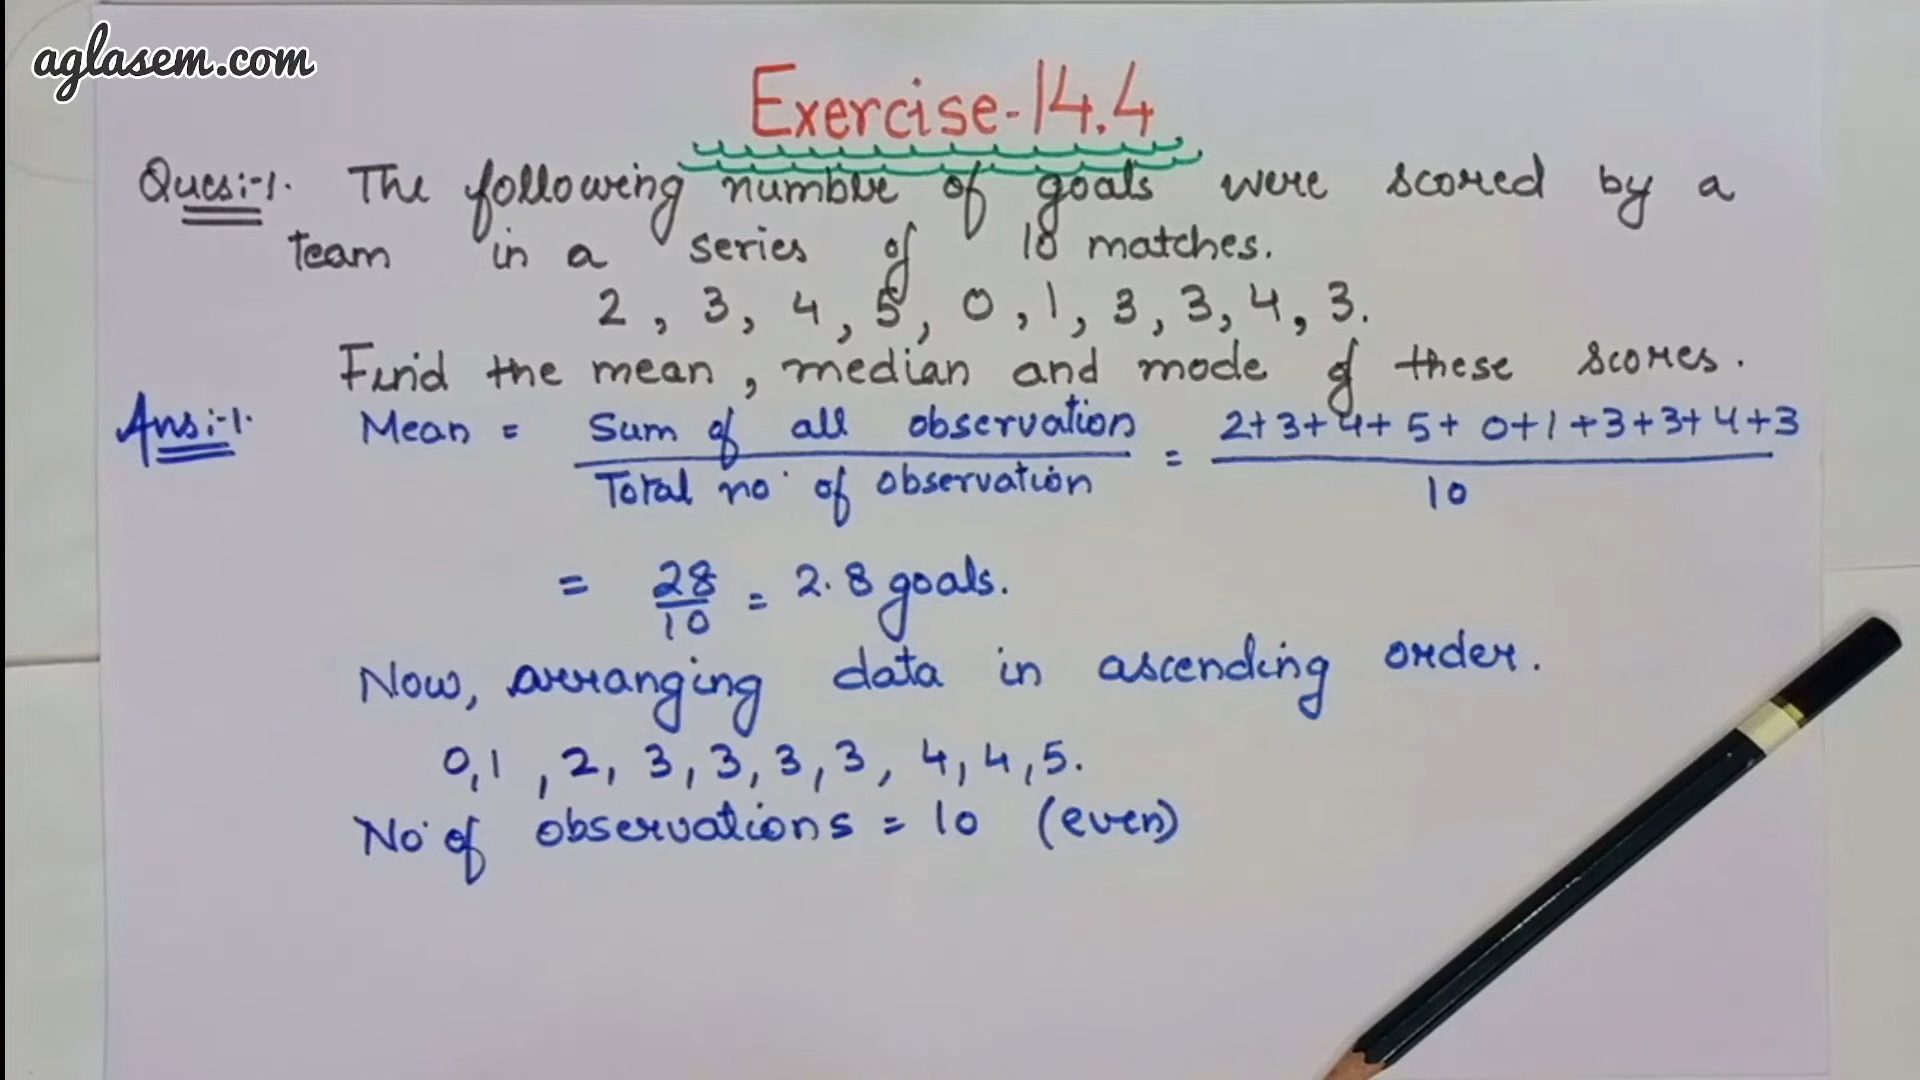 aglasem.com
Exercise-14.4
Ques:-1. The following number of goals were scored by a
team in a series of 10 matches.
2, 3, 4, 5, 0, 1, 3, 3, 4, 3.
Find the mean, median and mode of these scores.
Ans:-1. Mean = Sum of all observation / Total no. of observation = 2+3+4+5+0+1+3+3+4+3 / 10
= 28/10 = 2.8 goals.
Now, arranging data in ascending order.
0,1, 2, 3, 3, 3, 3, 4, 4, 5.
No. of observations = 10 (even)